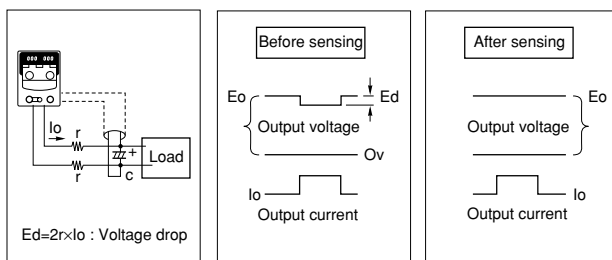 000 000
Io
r
r
+
c
Load
Ed=2r×Io : Voltage drop
Before sensing
Eo
Ed
Output voltage
Ov
Io
Output current
After sensing
Eo
Output voltage
Io
Output current